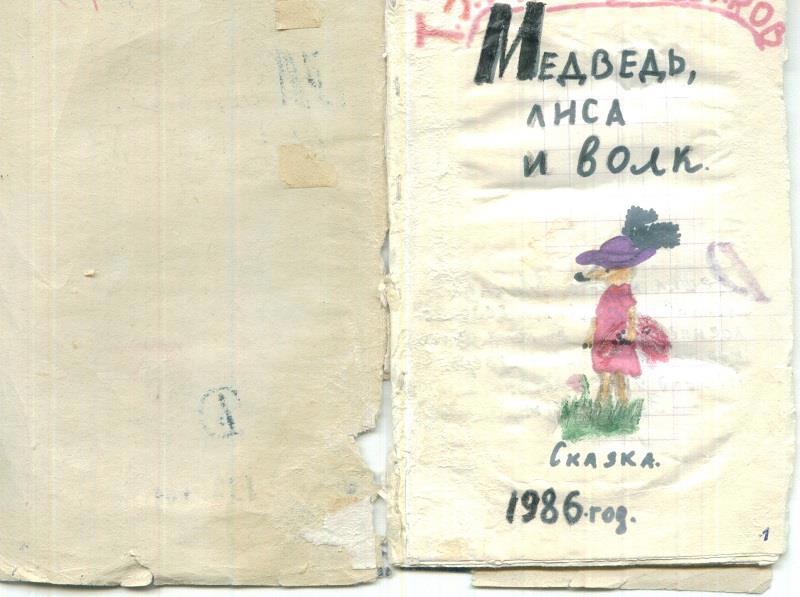 Медведь,
лиса
и волк.
Сказка.
1986.год.
1